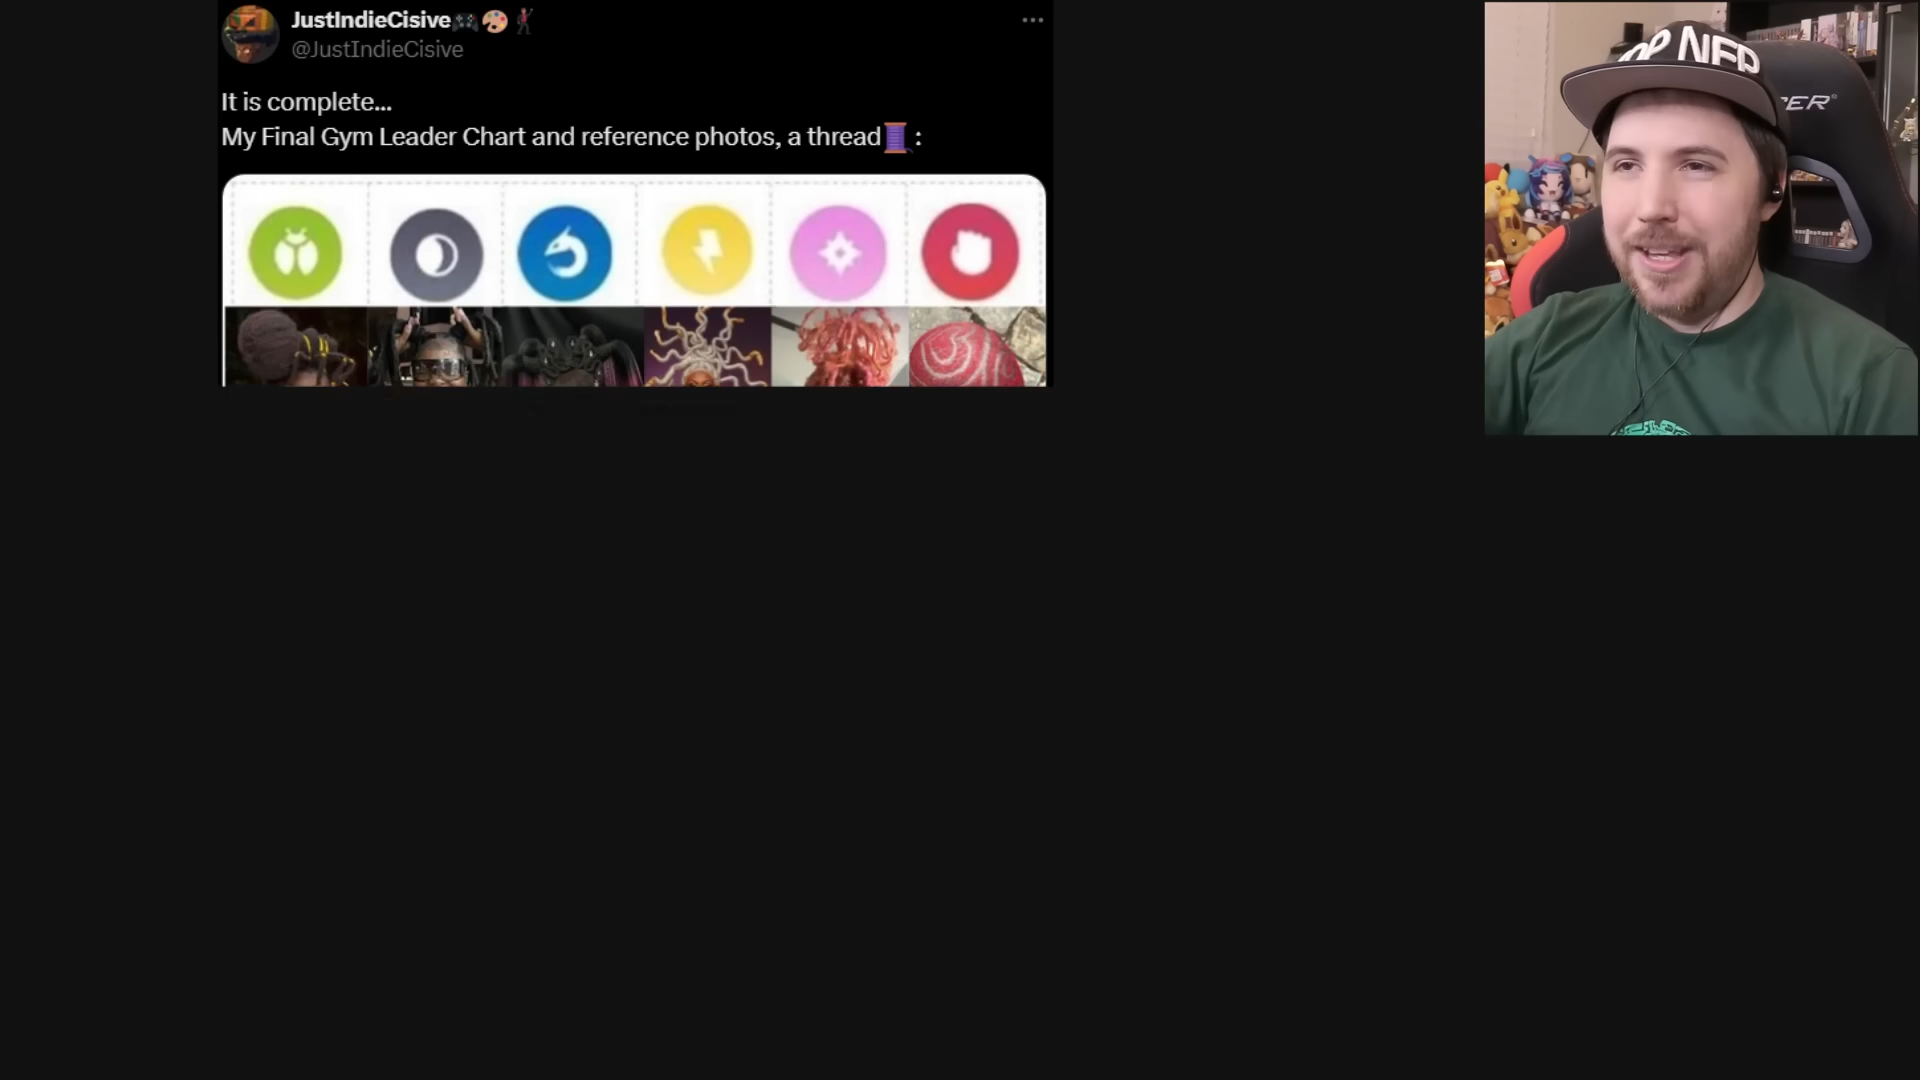 JustIndieCisive🎮🎨🕺🏿
@JustIndieCisive
It is complete...
My Final Gym Leader Chart and reference photos, a thread🧵: